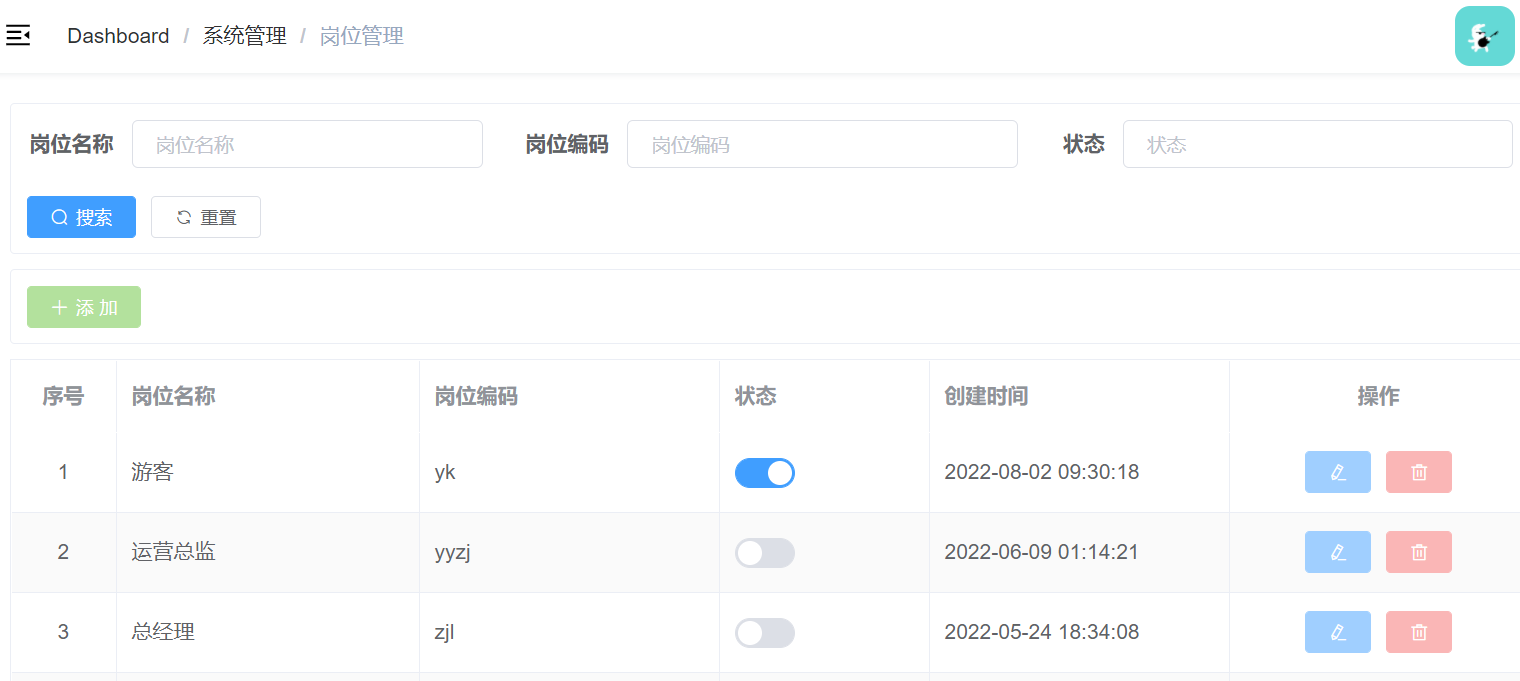 Dashboard / 系统管理 / 岗位管理
岗位名称 岗位名称 岗位编码 岗位编码 状态 状态
搜索 重置
添 加
序号 岗位名称 岗位编码 状态 创建时间 操作
1 游客 yk 2022-08-02 09:30:18
2 运营总监 yyzj 2022-06-09 01:14:21
3 总经理 zjl 2022-05-24 18:34:08